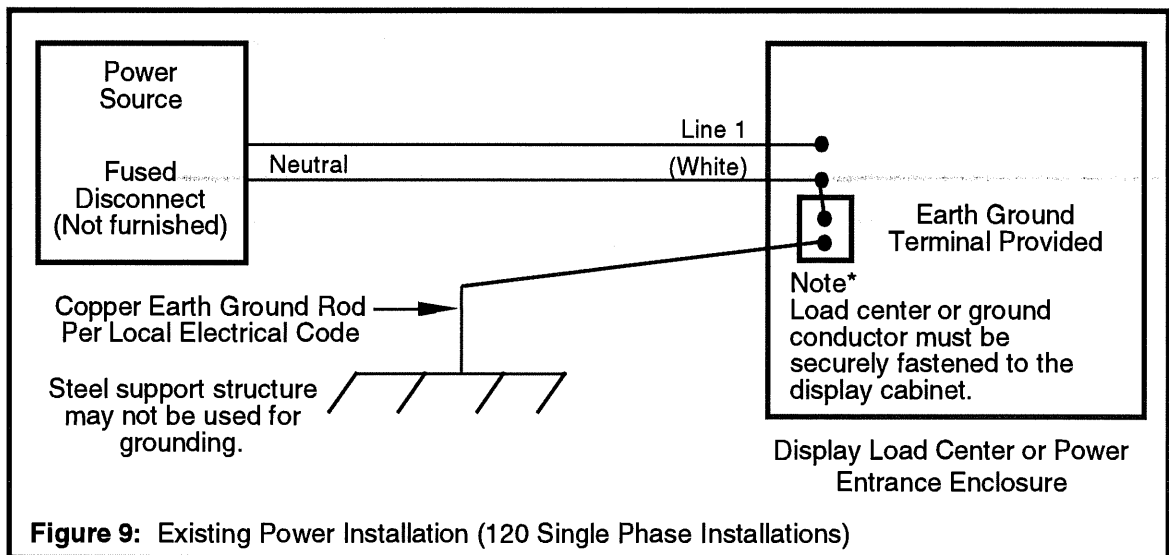 Power
Source
Fused
Disconnect
(Not furnished)
Line 1
Neutral
(White)
Earth Ground
Terminal Provided
Note*
Load center or ground
conductor must be
securely fastened to the
display cabinet.
Copper Earth Ground Rod
Per Local Electrical Code
Steel support structure
may not be used for
grounding.
Display Load Center or Power
Entrance Enclosure
Figure 9: Existing Power Installation (120 Single Phase Installations)